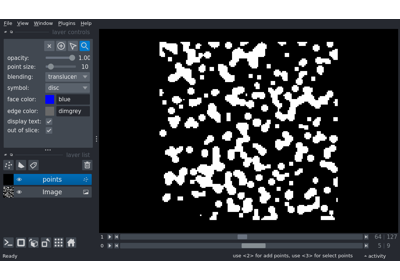 File View Window Plugins Help
layer controls
opacity: 1.00
point size: 10
blending: translucen
symbol: disc
face color: blue
edge color: dimgrey
display text:
out of slice:
layer list
points
Image
1 64 127
0 5 9
Ready use <2> for add points, use <3> for select points activity